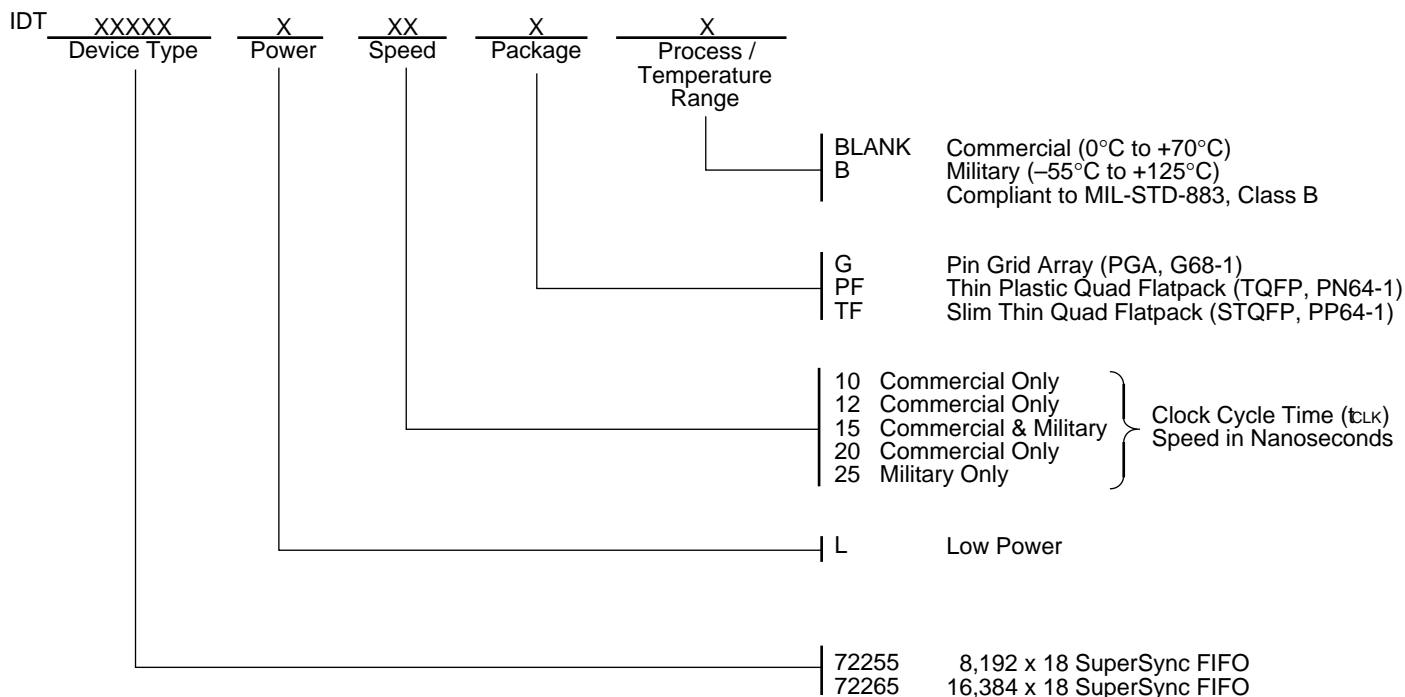 IDT XXXXX X XX X X
Device Type Power Speed Package Process /
Temperature
Range
BLANK Commercial (0°C to +70°C)
B Military (–55°C to +125°C)
Compliant to MIL-STD-883, Class B
G Pin Grid Array (PGA, G68-1)
PF Thin Plastic Quad Flatpack (TQFP, PN64-1)
TF Slim Thin Quad Flatpack (STQFP, PP64-1)
10 Commercial Only
12 Commercial Only
15 Commercial & Military
20 Commercial Only
25 Military Only
Clock Cycle Time (tCLK)
Speed in Nanoseconds
L Low Power
72255 8,192 x 18 SuperSync FIFO
72265 16,384 x 18 SuperSync FIFO